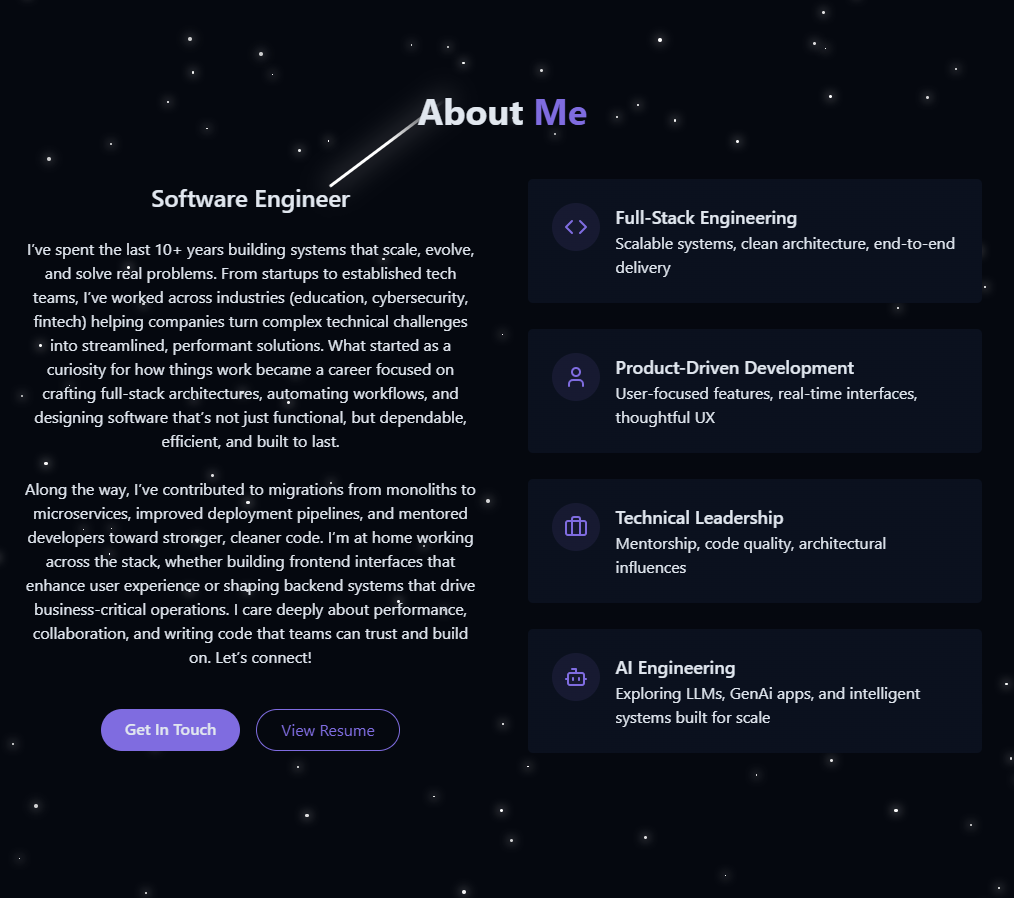 About Me
Software Engineer
I’ve spent the last 10+ years building systems that scale, evolve,
and solve real problems. From startups to established tech
teams, I’ve worked across industries (education, cybersecurity,
fintech) helping companies turn complex technical challenges
into streamlined, performant solutions. What started as a
curiosity for how things work became a career focused on
crafting full-stack architectures, automating workflows, and
designing software that’s not just functional, but dependable,
efficient, and built to last.
Along the way, I’ve contributed to migrations from monoliths to
microservices, improved deployment pipelines, and mentored
developers toward stronger, cleaner code. I’m at home working
across the stack, whether building frontend interfaces that
enhance user experience or shaping backend systems that drive
business-critical operations. I care deeply about performance,
collaboration, and writing code that teams can trust and build
on. Let’s connect!
Get In Touch
View Resume
Full-Stack Engineering
Scalable systems, clean architecture, end-to-end
delivery
Product-Driven Development
User-focused features, real-time interfaces,
thoughtful UX
Technical Leadership
Mentorship, code quality, architectural
influences
AI Engineering
Exploring LLMs, GenAi apps, and intelligent
systems built for scale